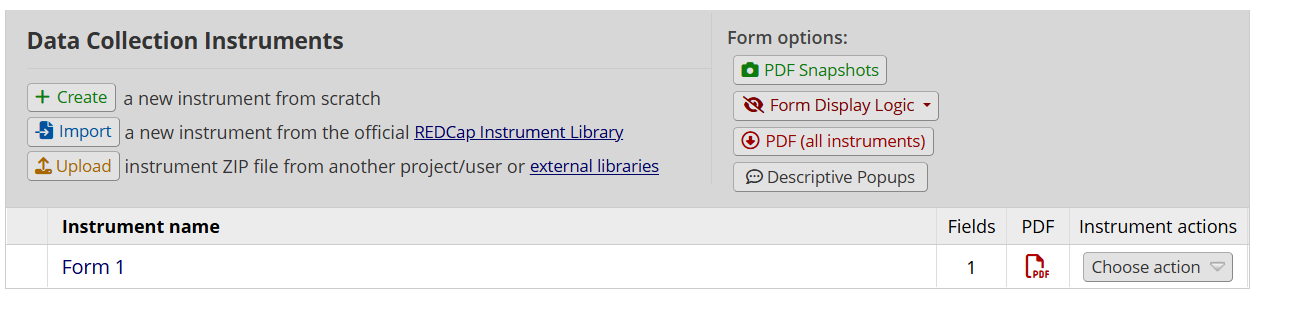 Data Collection Instruments
Create a new instrument from scratch
Import a new instrument from the official REDCap Instrument Library
Upload instrument ZIP file from another project/user or external libraries
Form options:
PDF Snapshots
Form Display Logic
PDF (all instruments)
Descriptive Popups
Instrument name Fields PDF Instrument actions
Form 1 1 PDF Choose action